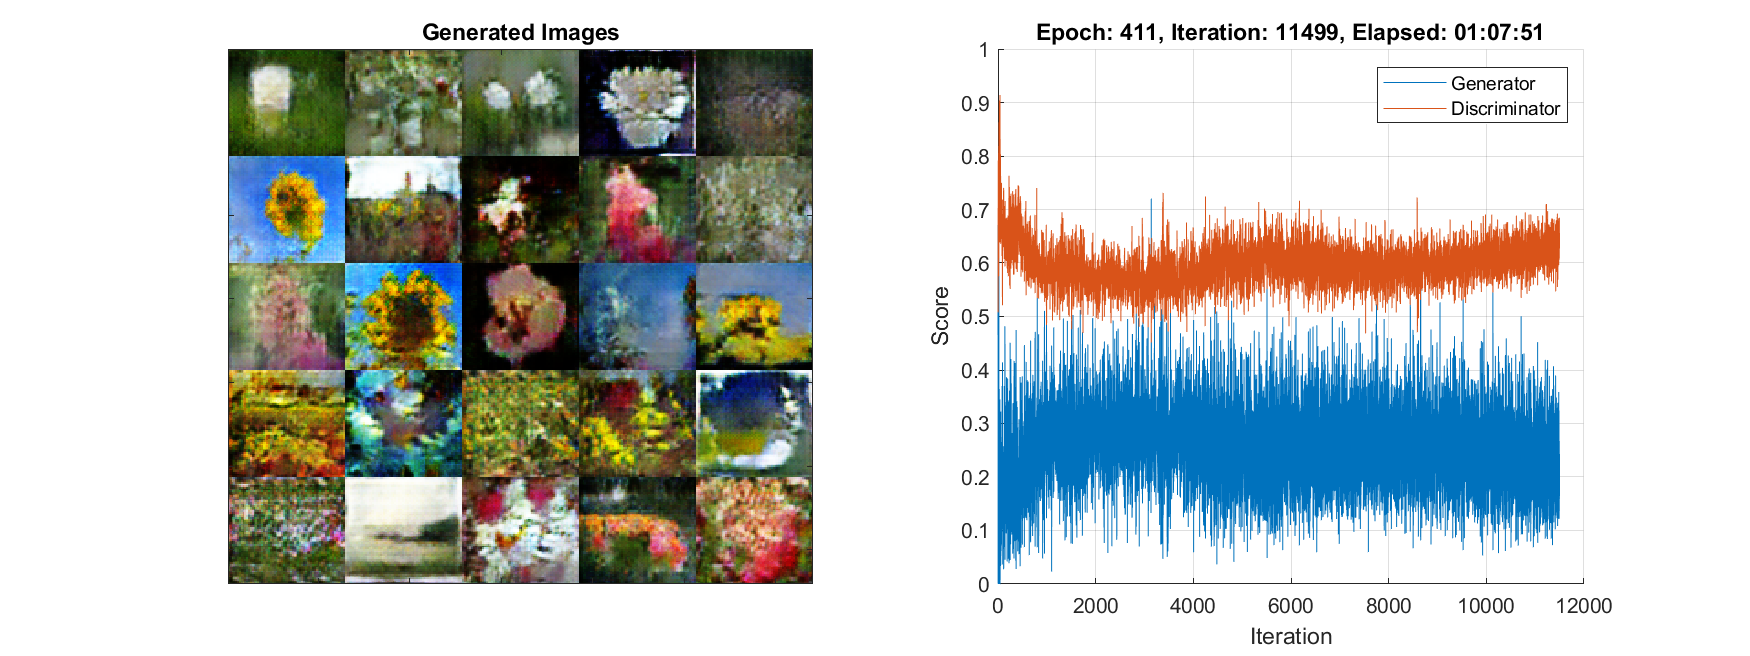 Generated Images
Epoch: 411, Iteration: 11499, Elapsed: 01:07:51
1
0.9
0.8
0.7
0.6
0.5
0.4
0.3
0.2
0.1
0
Score
Generator
Discriminator
0 2000 4000 6000 8000 10000 12000
Iteration